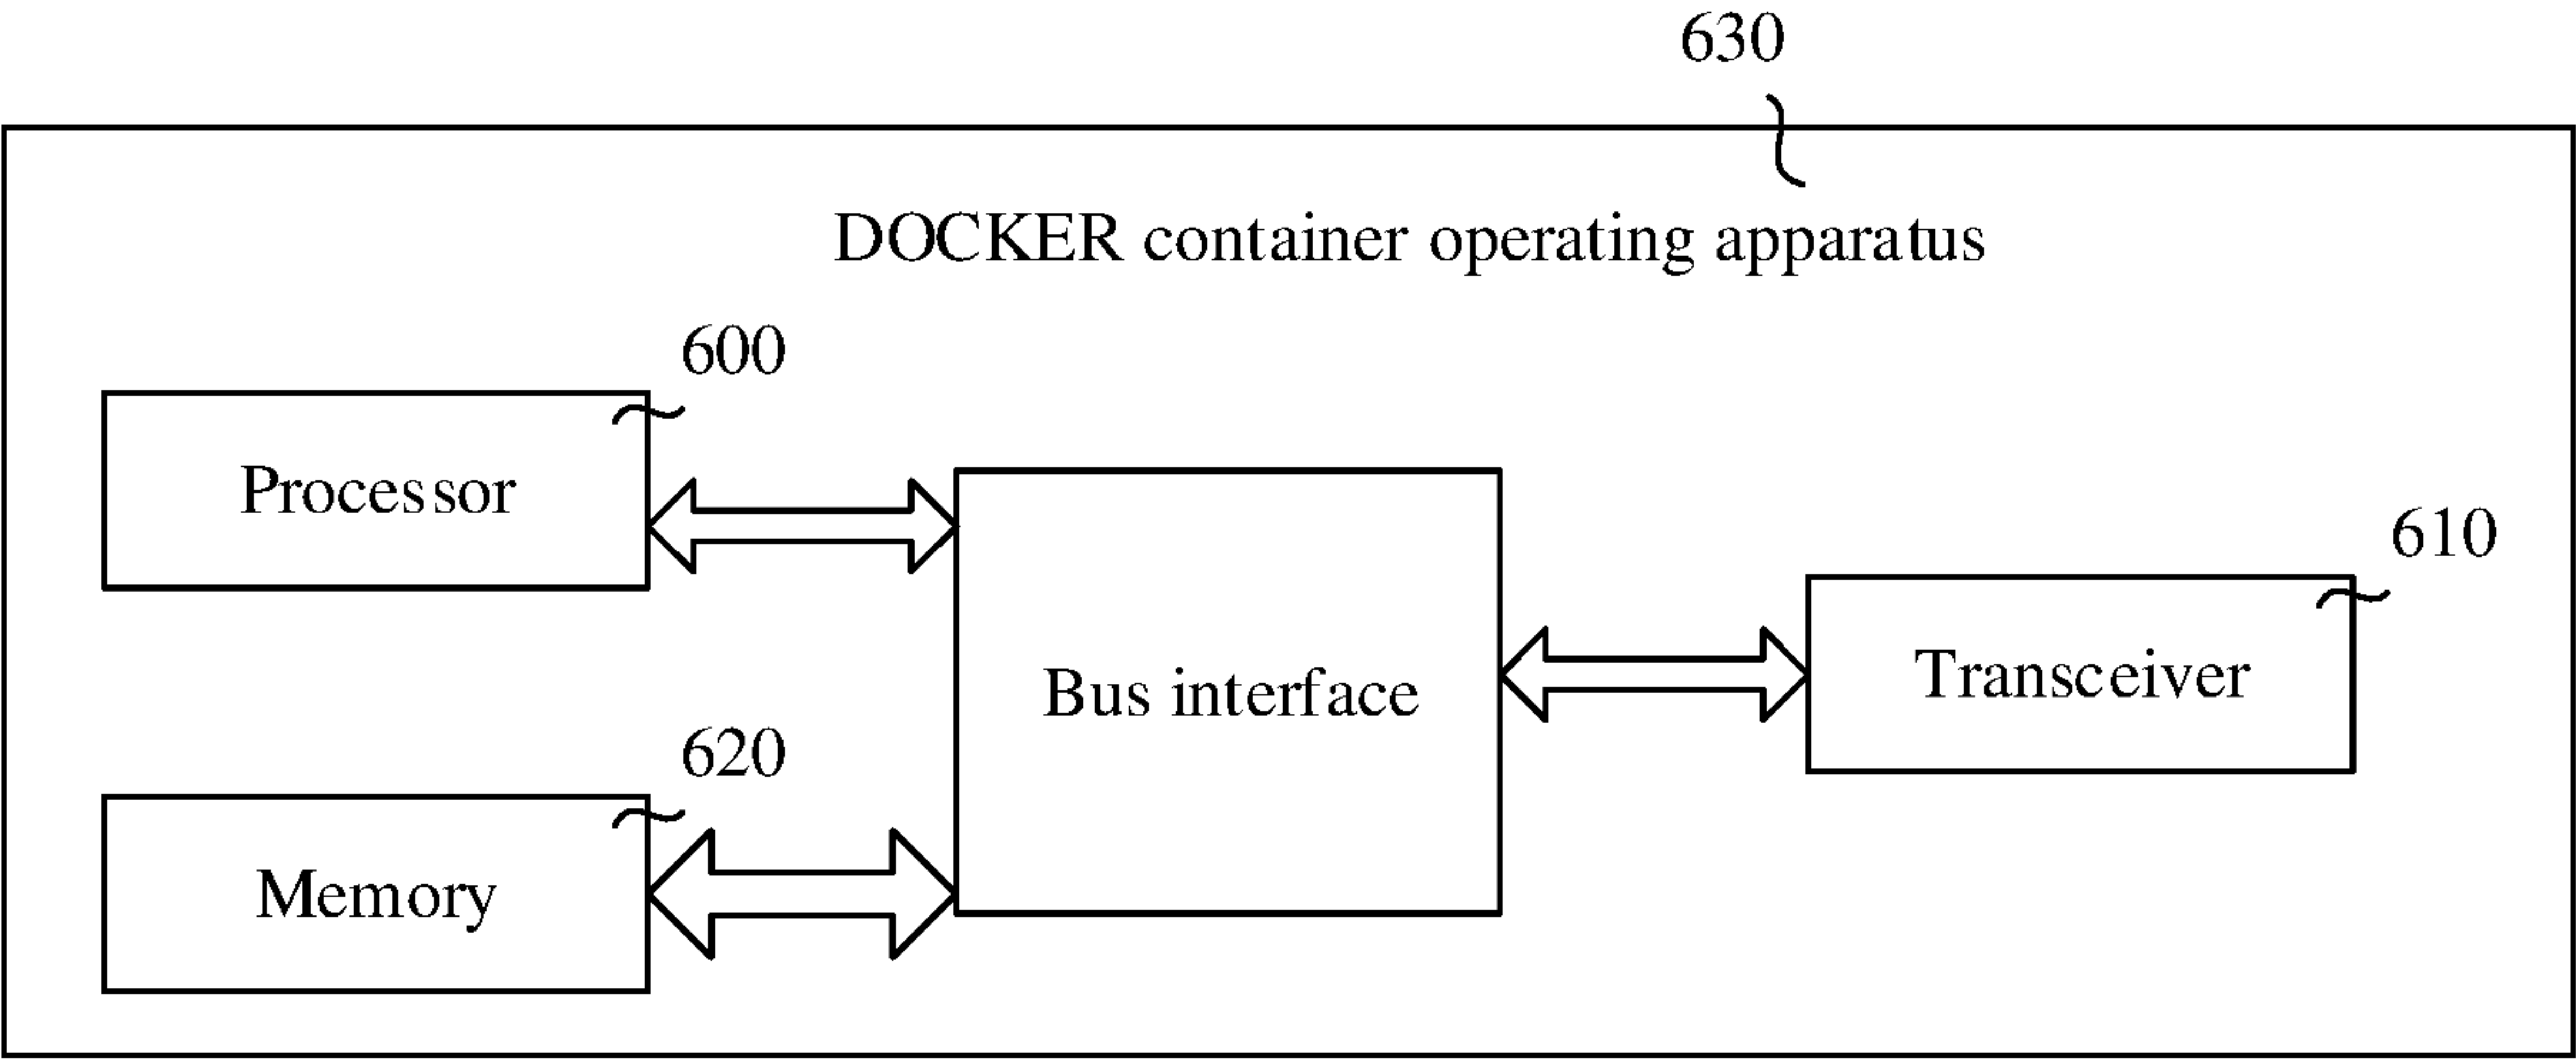 630
DOCKER container operating apparatus
600
Processor
610
Bus interface
Transceiver
620
Memory